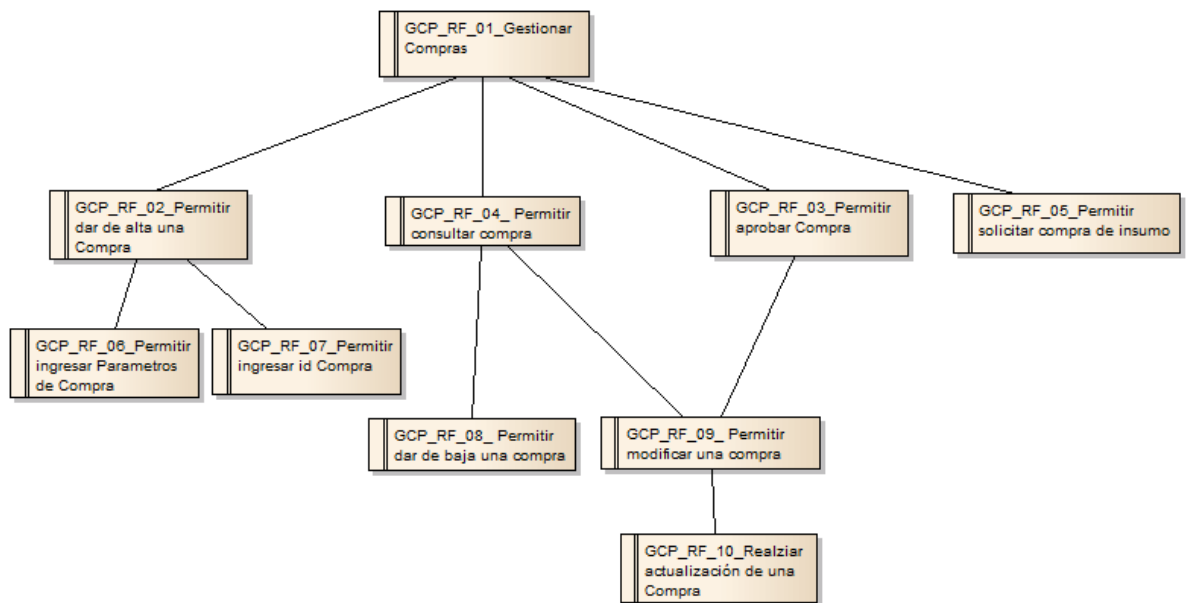 GCP_RF_01_Gestionar
Compras
GCP_RF_02_Permitir
dar de alta una
Compra
GCP_RF_04_ Permitir
consultar compra
GCP_RF_03_Permitir
aprobar Compra
GCP_RF_05_Permitir
solicitar compra de insumo
GCP_RF_06_Permitir
ingresar Parametros
de Compra
GCP_RF_07_Permitir
ingresar id Compra
GCP_RF_08_ Permitir
dar de baja una compra
GCP_RF_09_ Permitir
modificar una compra
GCP_RF_10_Realziar
actualización de una
Compra